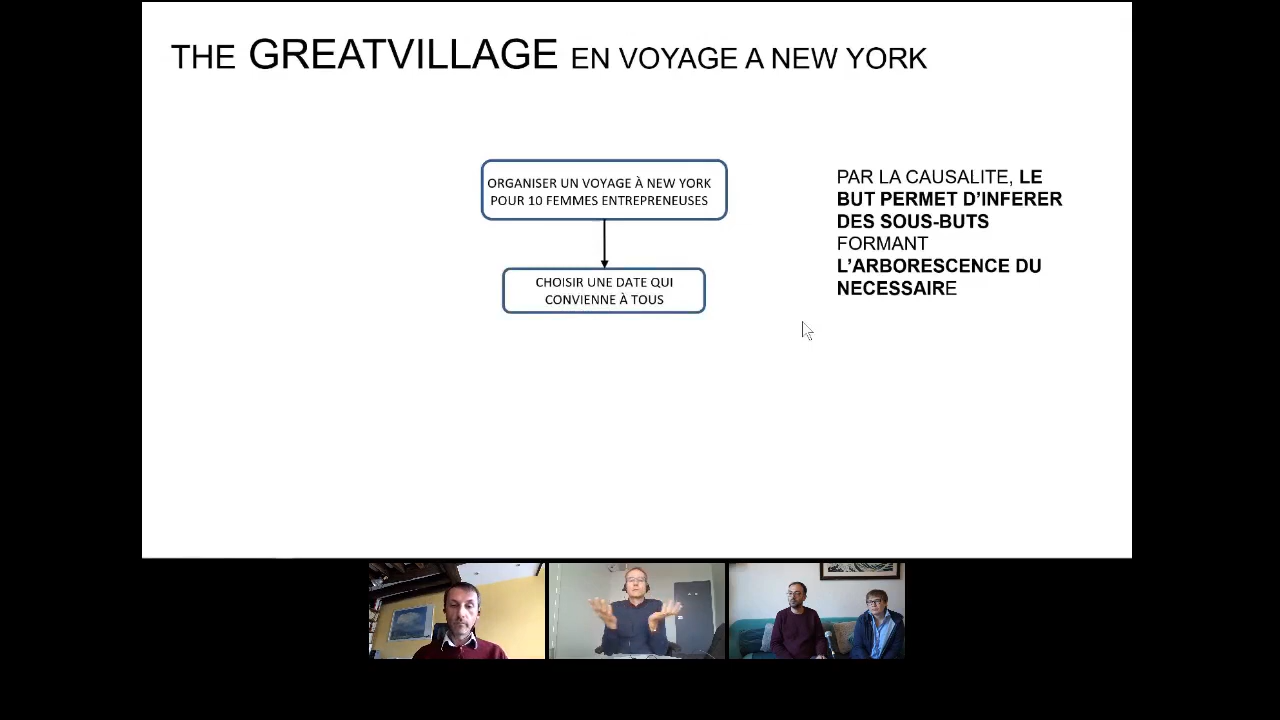 THE GREATVILLAGE EN VOYAGE A NEW YORK
ORGANISER UN VOYAGE À NEW YORK
POUR 10 FEMMES ENTREPRENEUSES
CHOISIR UNE DATE QUI
CONVIENNE À TOUS
PAR LA CAUSALITE, LE
BUT PERMET D’INFERER
DES SOUS-BUTS
FORMANT
L’ARBORESCENCE DU
NECESSAIRE